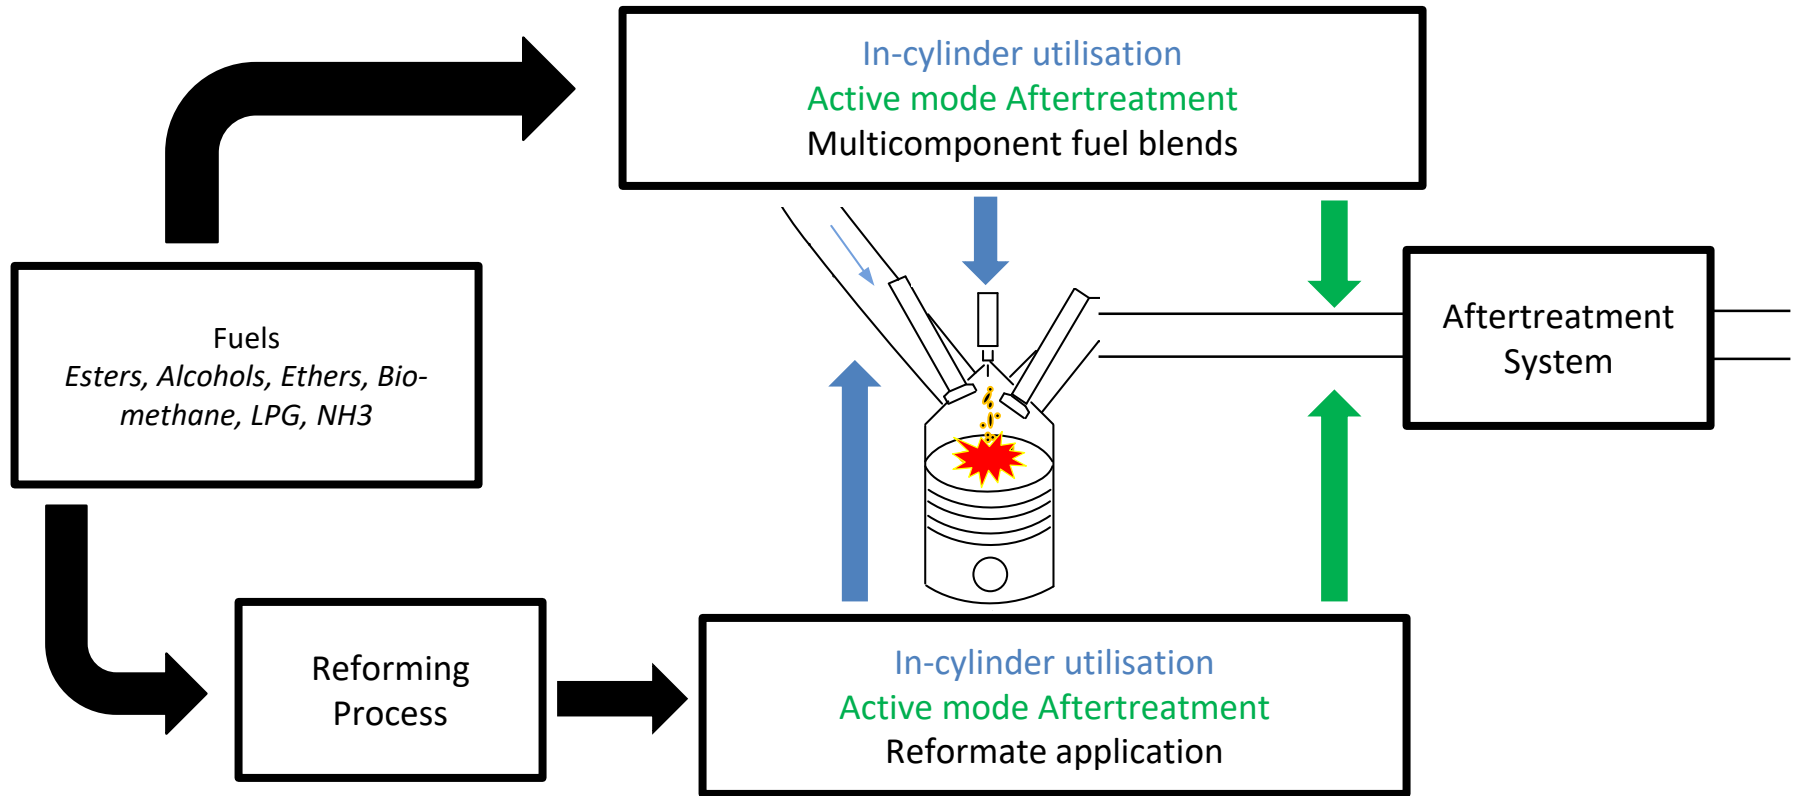 In-cylinder utilisation
Active mode Aftertreatment
Multicomponent fuel blends
Fuels
Esters, Alcohols, Ethers, Bio-
methane, LPG, NH3
Aftertreatment
System
Reforming
Process
In-cylinder utilisation
Active mode Aftertreatment
Reformate application